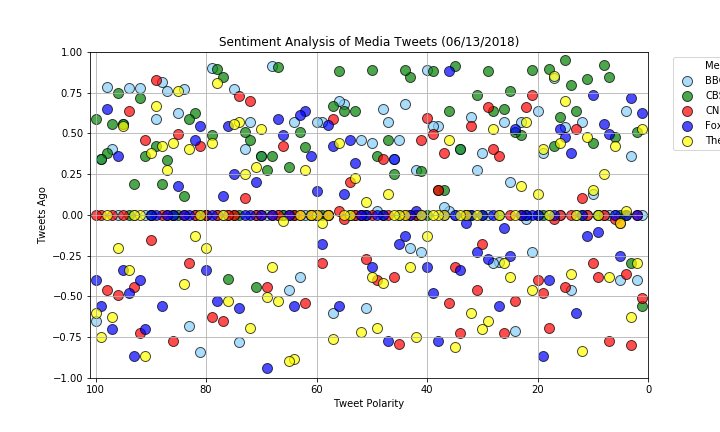 Sentiment Analysis of Media Tweets (06/13/2018)
1.00
0.75
0.50
0.25
0.00
−0.25
−0.50
−0.75
−1.00
Tweets Ago
100
80
60
40
20
0
Tweet Polarity
Me
BBC
CBS
CN
Fox
The